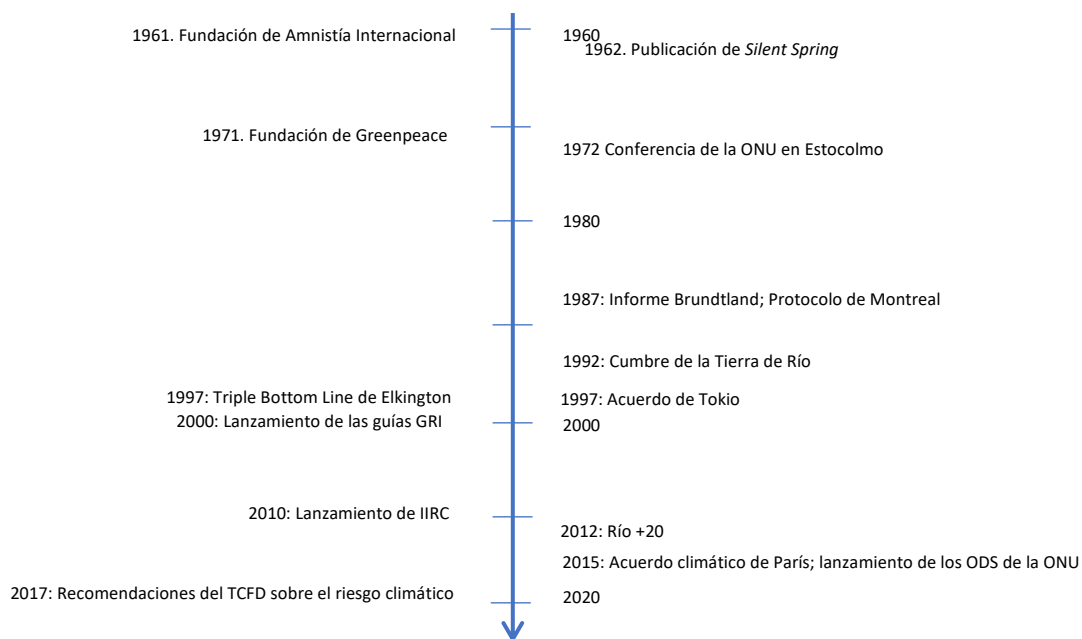 1961. Fundación de Amnistía Internacional
1960
1962. Publicación de Silent Spring
1971. Fundación de Greenpeace
1972 Conferencia de la ONU en Estocolmo
1980
1987: Informe Brundtland; Protocolo de Montreal
1992: Cumbre de la Tierra de Río
1997: Triple Bottom Line de Elkington
1997: Acuerdo de Tokio
2000: Lanzamiento de las guías GRI
2000
2010: Lanzamiento de IIRC
2012: Río +20
2015: Acuerdo climático de París; lanzamiento de los ODS de la ONU
2017: Recomendaciones del TCFD sobre el riesgo climático
2020